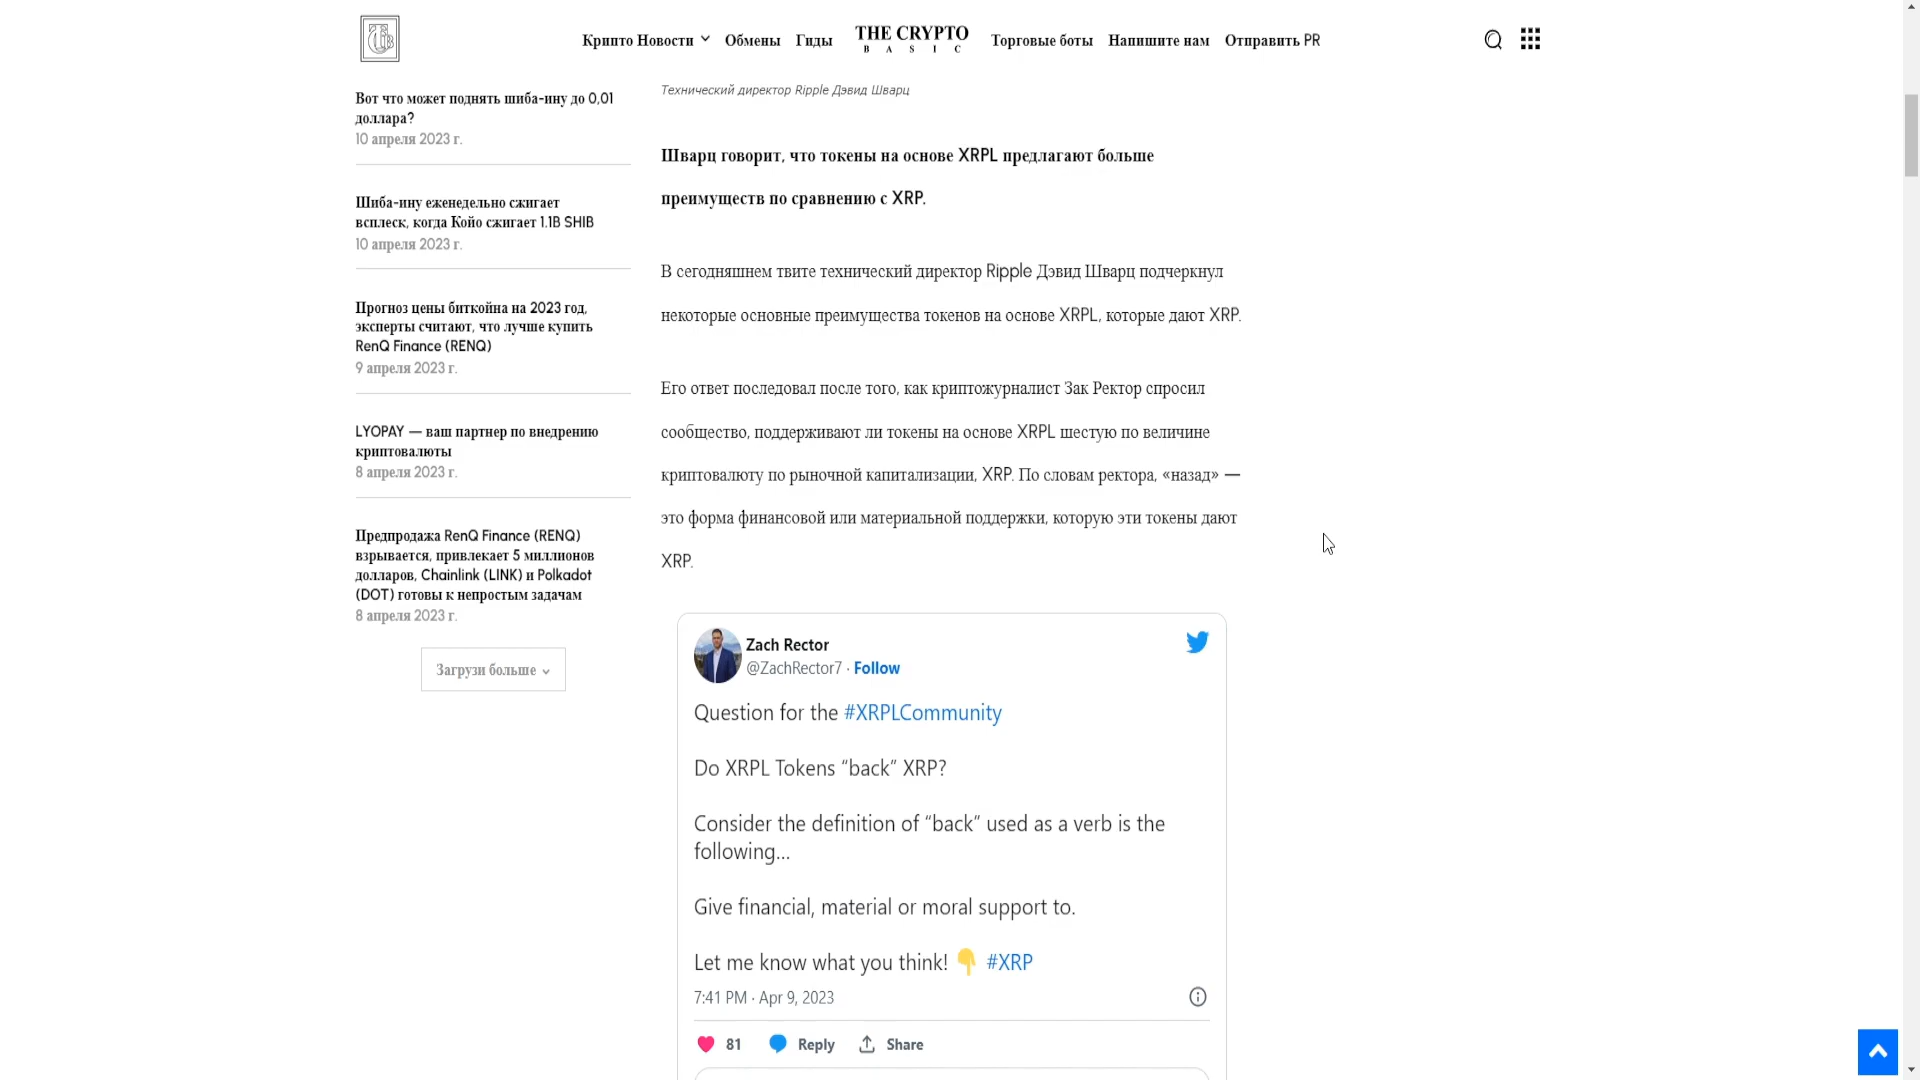 Крипто Новости
Обмены
Гиды
THE CRYPTO
BASIC
Торговые боты
Напишите нам
Отправить PR
Вот что может поднять шиба-ину до 0,01
доллара?
10 апреля 2023 г.
Шиба-ину еженедельно сжигает
всплеск, когда Койо сжигает 1.1B SHIB
10 апреля 2023 г.
Прогноз цены биткойна на 2023 год,
эксперты считают, что лучше купить
RenQ Finance (RENQ)
9 апреля 2023 г.
LYOPAY — ваш партнер по внедрению
криптовалюты
8 апреля 2023 г.
Предпродажа RenQ Finance (RENQ)
взрывается, привлекает 5 миллионов
долларов, Chainlink (LINK) и Polkadot
(DOT) готовы к непростым задачам
8 апреля 2023 г.
Загрузи больше
Технический директор Ripple Дэвид Шварц
Шварц говорит, что токены на основе XRPL предлагают больше
преимуществ по сравнению с XRP.
В сегодняшнем твите технический директор Ripple Дэвид Шварц подчеркнул
некоторые основные преимущества токенов на основе XRPL, которые дают XRP.
Его ответ последовал после того, как криптожурналист Зак Ректор спросил
сообщество, поддерживают ли токены на основе XRPL шестую по величине
криптовалюту по рыночной капитализации, XRP. По словам ректора, «назад» —
это форма финансовой или материальной поддержки, которую эти токены дают
XRP.
Zach Rector
@ZachRector7 · Follow
Question for the #XRPLCommunity
Do XRPL Tokens “back” XRP?
Consider the definition of “back” used as a verb is the
following...
Give financial, material or moral support to.
Let me know what you think! 👇 #XRP
7:41 PM · Apr 9, 2023
81
Reply
Share